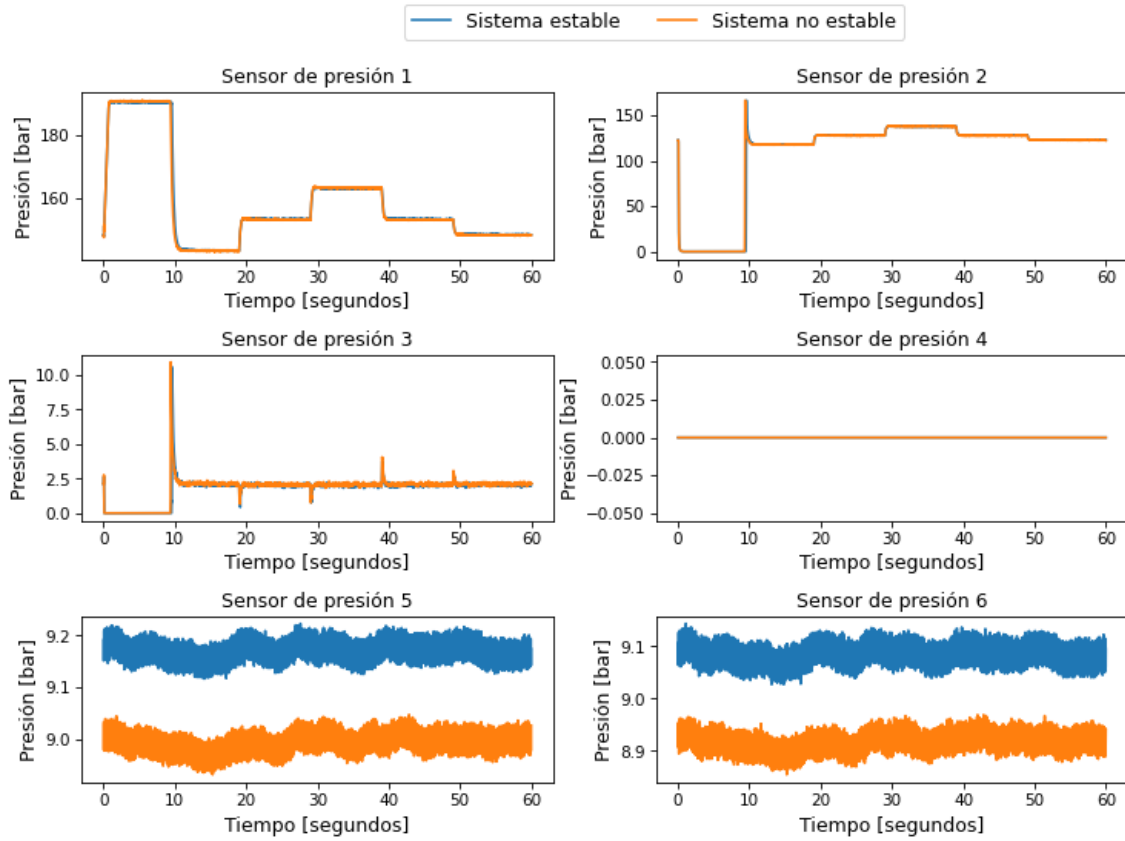 Sistema estable Sistema no estable
Sensor de presión 1
Presión [bar]
180
160
0 10 20 30 40 50 60
Tiempo [segundos]
Sensor de presión 2
Presión [bar]
150
100
50
0
0 10 20 30 40 50 60
Tiempo [segundos]
Sensor de presión 3
Presión [bar]
10.0
7.5
5.0
2.5
0.0
0 10 20 30 40 50 60
Tiempo [segundos]
Sensor de presión 4
Presión [bar]
0.050
0.025
0.000
−0.025
−0.050
0 10 20 30 40 50 60
Tiempo [segundos]
Sensor de presión 5
Presión [bar]
9.2
9.1
9.0
0 10 20 30 40 50 60
Tiempo [segundos]
Sensor de presión 6
Presión [bar]
9.1
9.0
8.9
0 10 20 30 40 50 60
Tiempo [segundos]